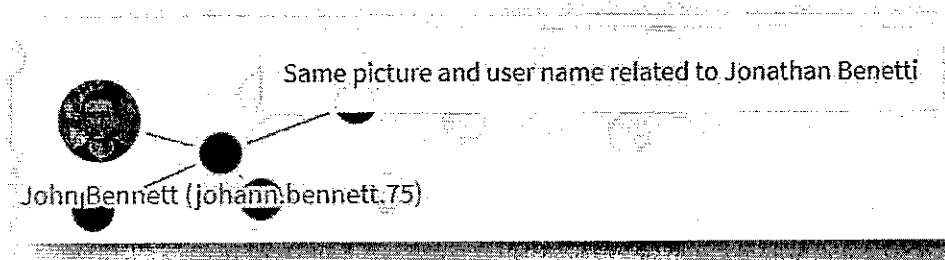 Same picture and user name related to Jonathan Benetti
John Bennett (johann.bennett.75)